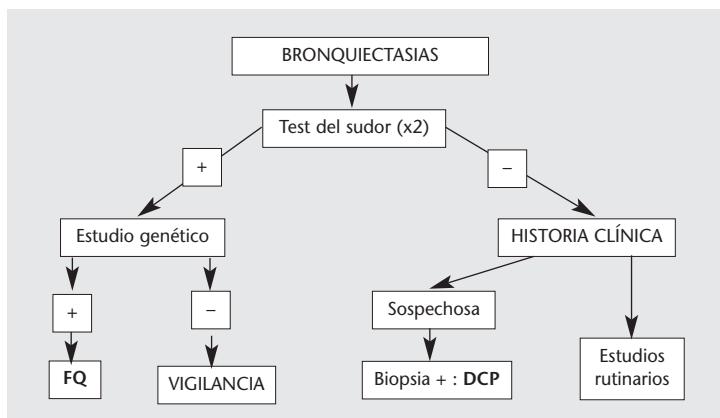 BRONQUIECTASIAS
Test del sudor (x2)
+
–
Estudio genético
HISTORIA CLÍNICA
+
–
Sospechosa
FQ
VIGILANCIA
Biopsia + : DCP
Estudios
rutinarios